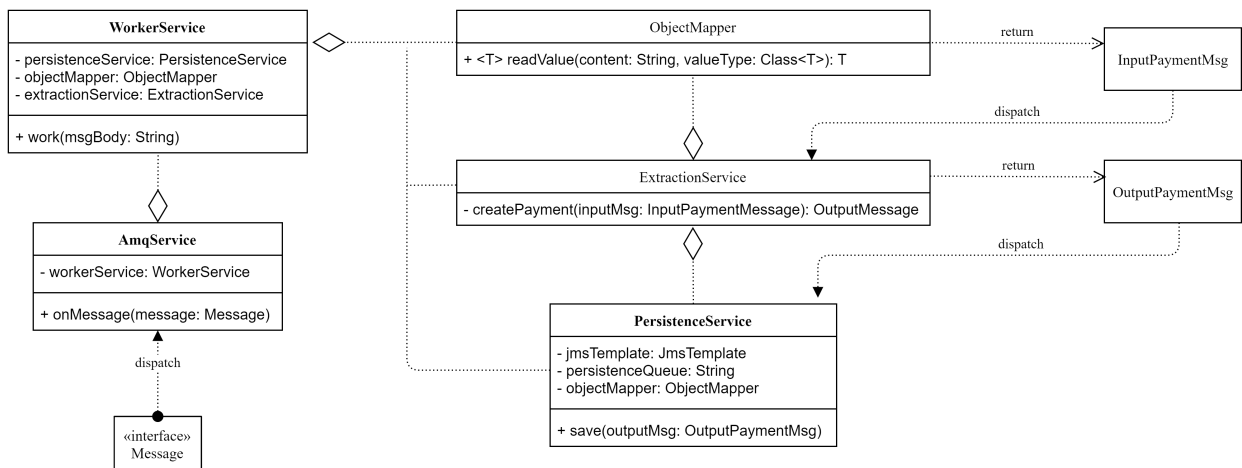 WorkerService
- persistenceService: PersistenceService
- objectMapper: ObjectMapper
- extractionService: ExtractionService
+ work(msgBody: String)
AmqService
- workerService: WorkerService
+ onMessage(message: Message)
dispatch
«interface»
Message
ObjectMapper
+ <T> readValue(content: String, valueType: Class<T>): T
return
InputPaymentMsg
dispatch
ExtractionService
- createPayment(inputMsg: InputPaymentMessage): OutputMessage
return
OutputPaymentMsg
dispatch
PersistenceService
- jmsTemplate: JmsTemplate
- persistenceQueue: String
- objectMapper: ObjectMapper
+ save(outputMsg: OutputPaymentMsg)